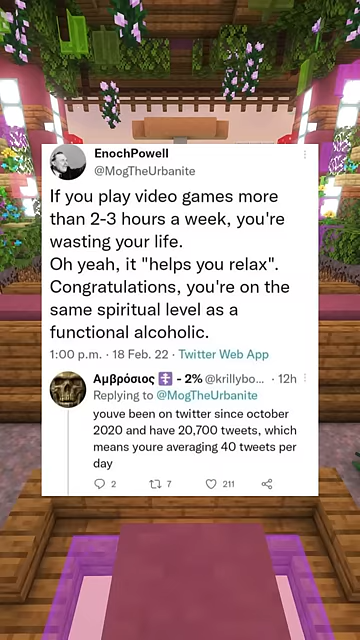 EnochPowell
@MogTheUrbanite
If you play video games more
than 2-3 hours a week, you're
wasting your life.
Oh yeah, it "helps you relax".
Congratulations, you're on the
same spiritual level as a
functional alcoholic.
1:00 p.m. · 18 Feb. 22 · Twitter Web App
Αμβρόσιος ☦️ - 2% @krillybo... · 12h
Replying to @MogTheUrbanite
youve been on twitter since october
2020 and have 20,700 tweets, which
means youre averaging 40 tweets per
day
2 7 211